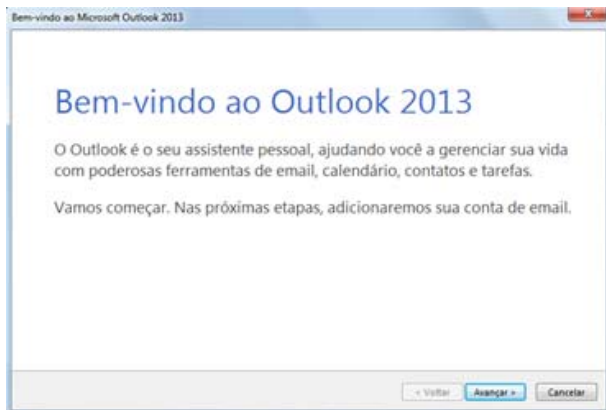 Bem-vindo ao Microsoft Outlook 2013
Bem-vindo ao Outlook 2013
O Outlook é o seu assistente pessoal, ajudando você a gerenciar sua vida
com poderosas ferramentas de email, calendário, contatos e tarefas.
Vamos começar. Nas próximas etapas, adicionaremos sua conta de email.
< Voltar Avançar > Cancelar